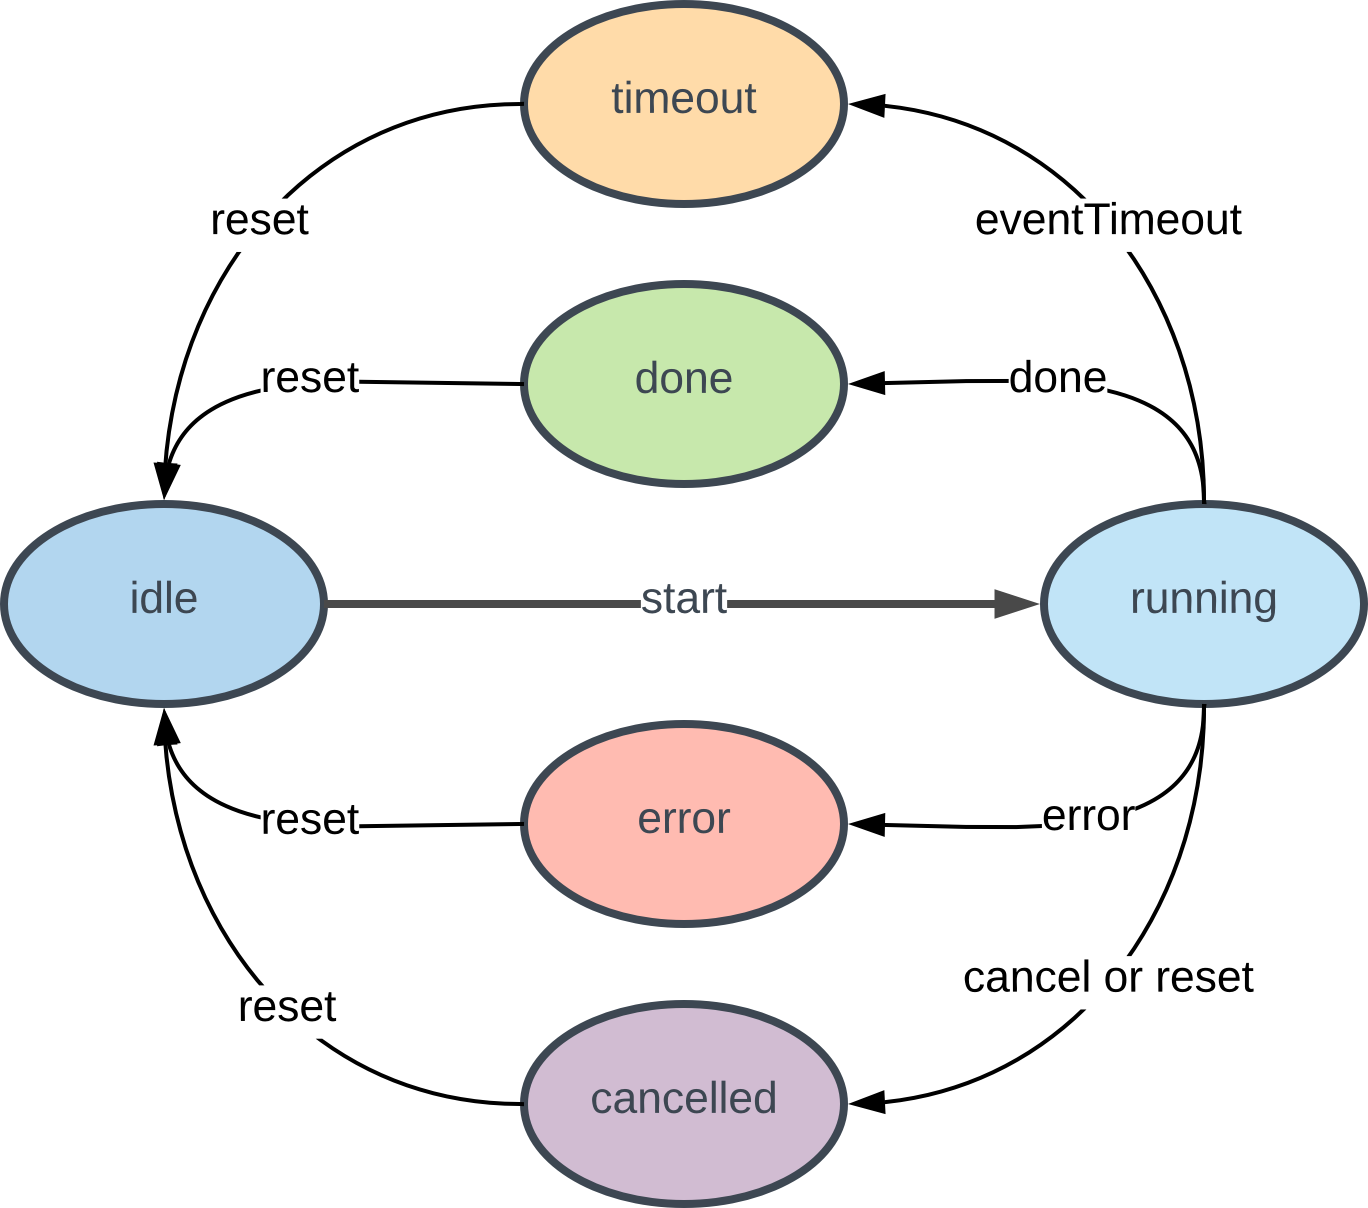 timeout
reset
eventTimeout
done
reset
done
idle
start
running
error
reset
error
cancel or reset
reset
cancelled